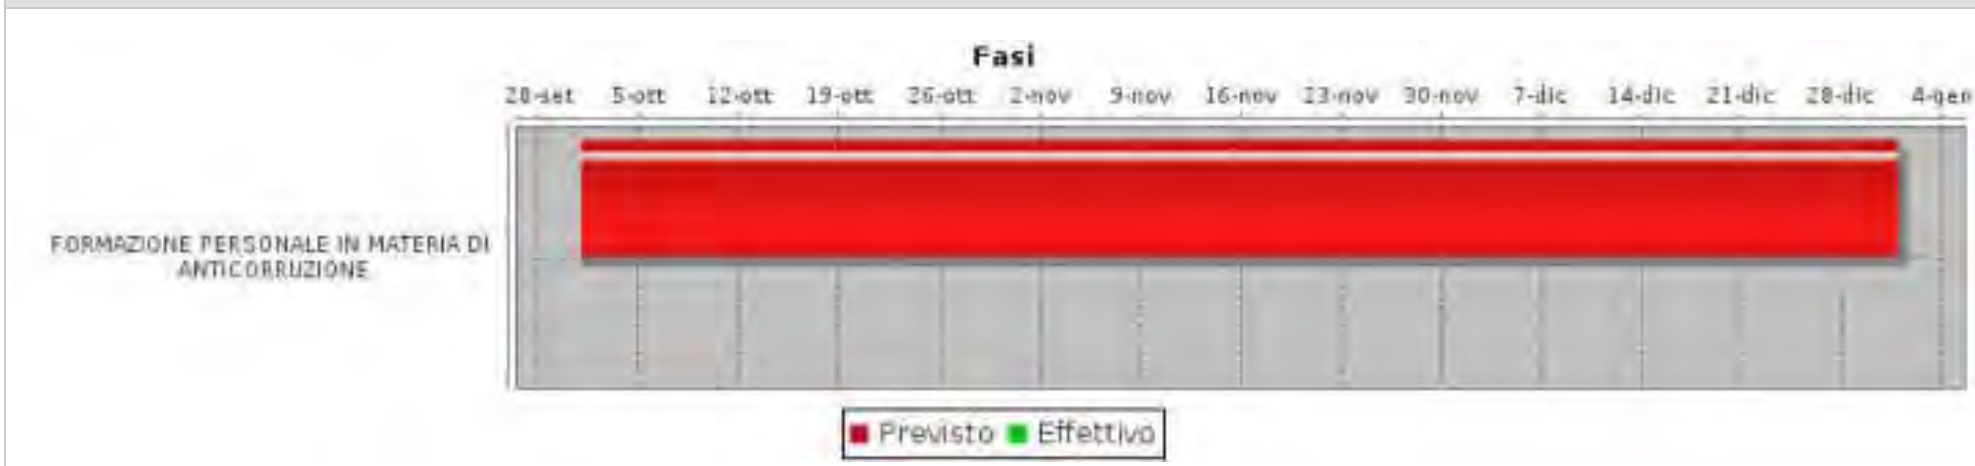 Fasi
28-set 5-ott 12-ott 19-ott 26-ott 2-nov 9-nov 16-nov 23-nov 30-nov 7-dic 14-dic 21-dic 28-dic 4-gen
FORMAZIONE PERSONALE IN MATERIA DI
ANTICORRUZIONE
Previsto Effettivo